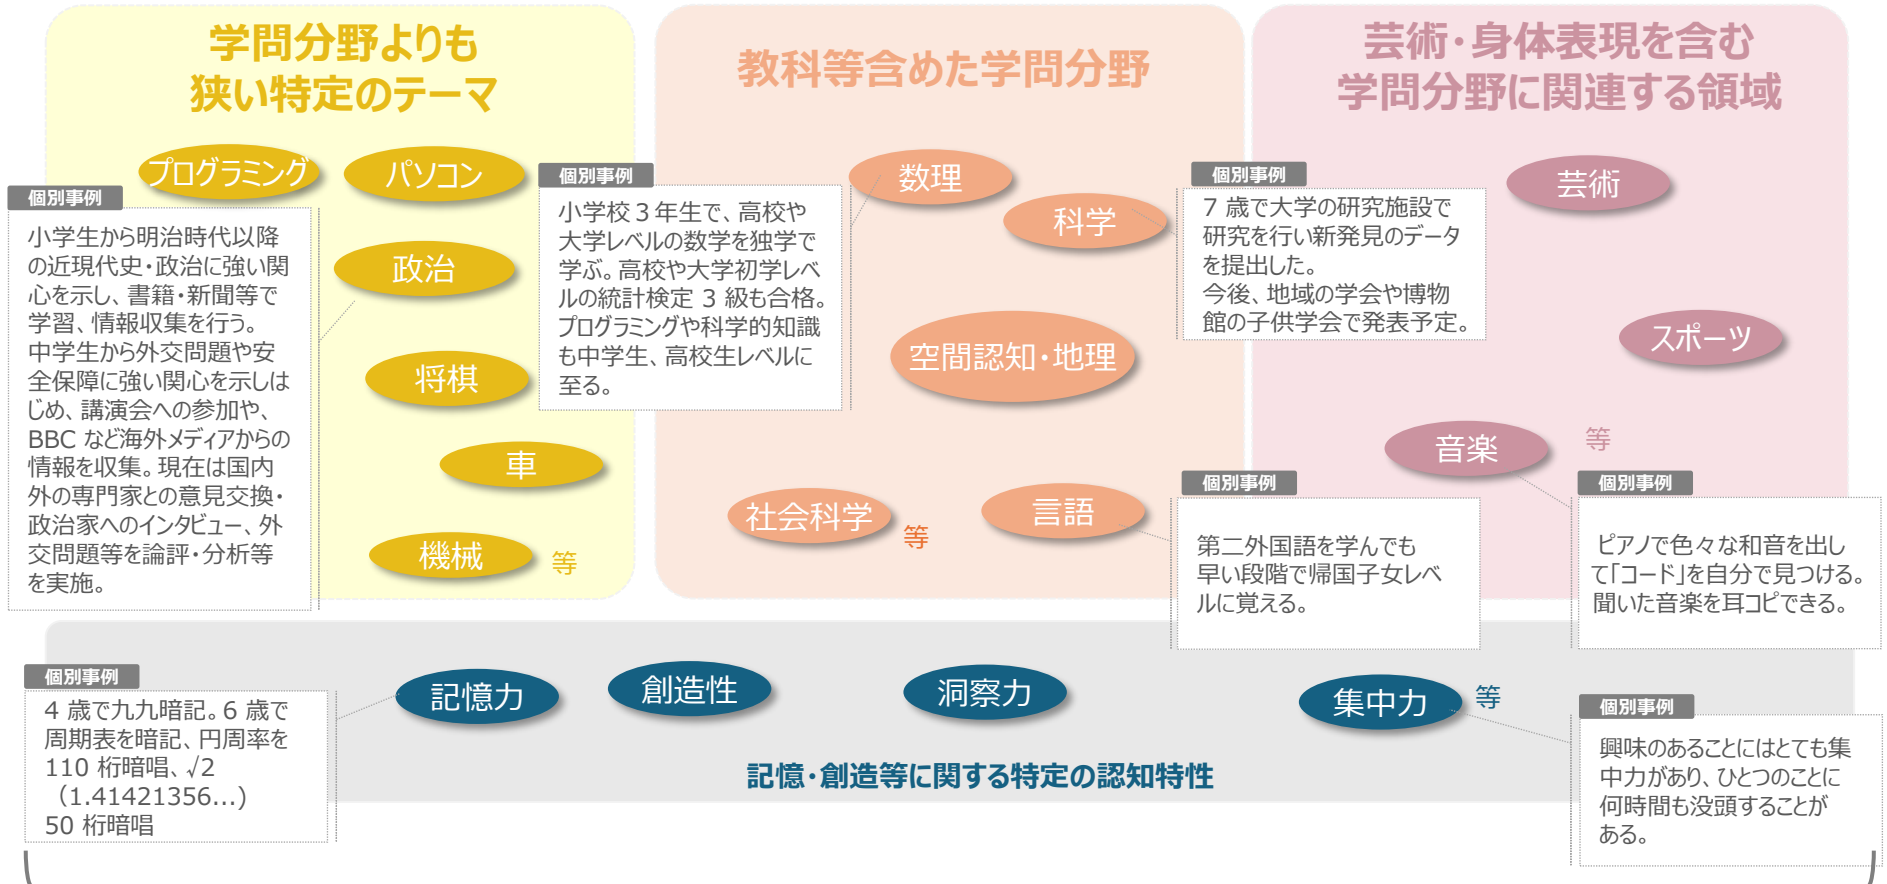 学問分野よりも
狭い特定のテーマ
プログラミング
パソコン
個別事例
小学生から明治時代以降
の近現代史・政治に強い関
心を示し、書籍・新聞等で
学習、情報収集を行う。
中学生から外交問題や安
全保障に強い関心を示しは
じめ、講演会への参加や、
BBC など海外メディアからの
情報を収集。現在は国内
外の専門家との意見交換・
政治家へのインタビュー、外
交問題等を論評・分析等
を実施。
政治
将棋
車
機械
等
教科等含めた学問分野
個別事例
小学校３年生で、高校や
大学レベルの数学を独学で
学ぶ。高校や大学初学レベ
ルの統計検定 3 級も合格。
プログラミングや科学的知識
も中学生、高校生レベルに
至る。
数理
科学
空間認知・地理
社会科学
等
言語
個別事例
7 歳で大学の研究施設で
研究を行い新発見のデータ
を提出した。
今後、地域の学会や博物
館の子供学会で発表予定。
個別事例
第二外国語を学んでも
早い段階で帰国子女レベ
ルに覚える。
芸術・身体表現を含む
学問分野に関連する領域
芸術
スポーツ
音楽
等
個別事例
ピアノで色々な和音を出し
て「コード」を自分で見つける。
聞いた音楽を耳コピできる。
個別事例
4 歳で九九暗記。6 歳で
周期表を暗記、円周率を
110 桁暗唱、√2
（1.41421356...)
50 桁暗唱
記憶力
創造性
洞察力
集中力
等
記憶・創造等に関する特定の認知特性
個別事例
興味のあることにはとても集
中力があり、ひとつのことに
何時間も没頭することが
ある。